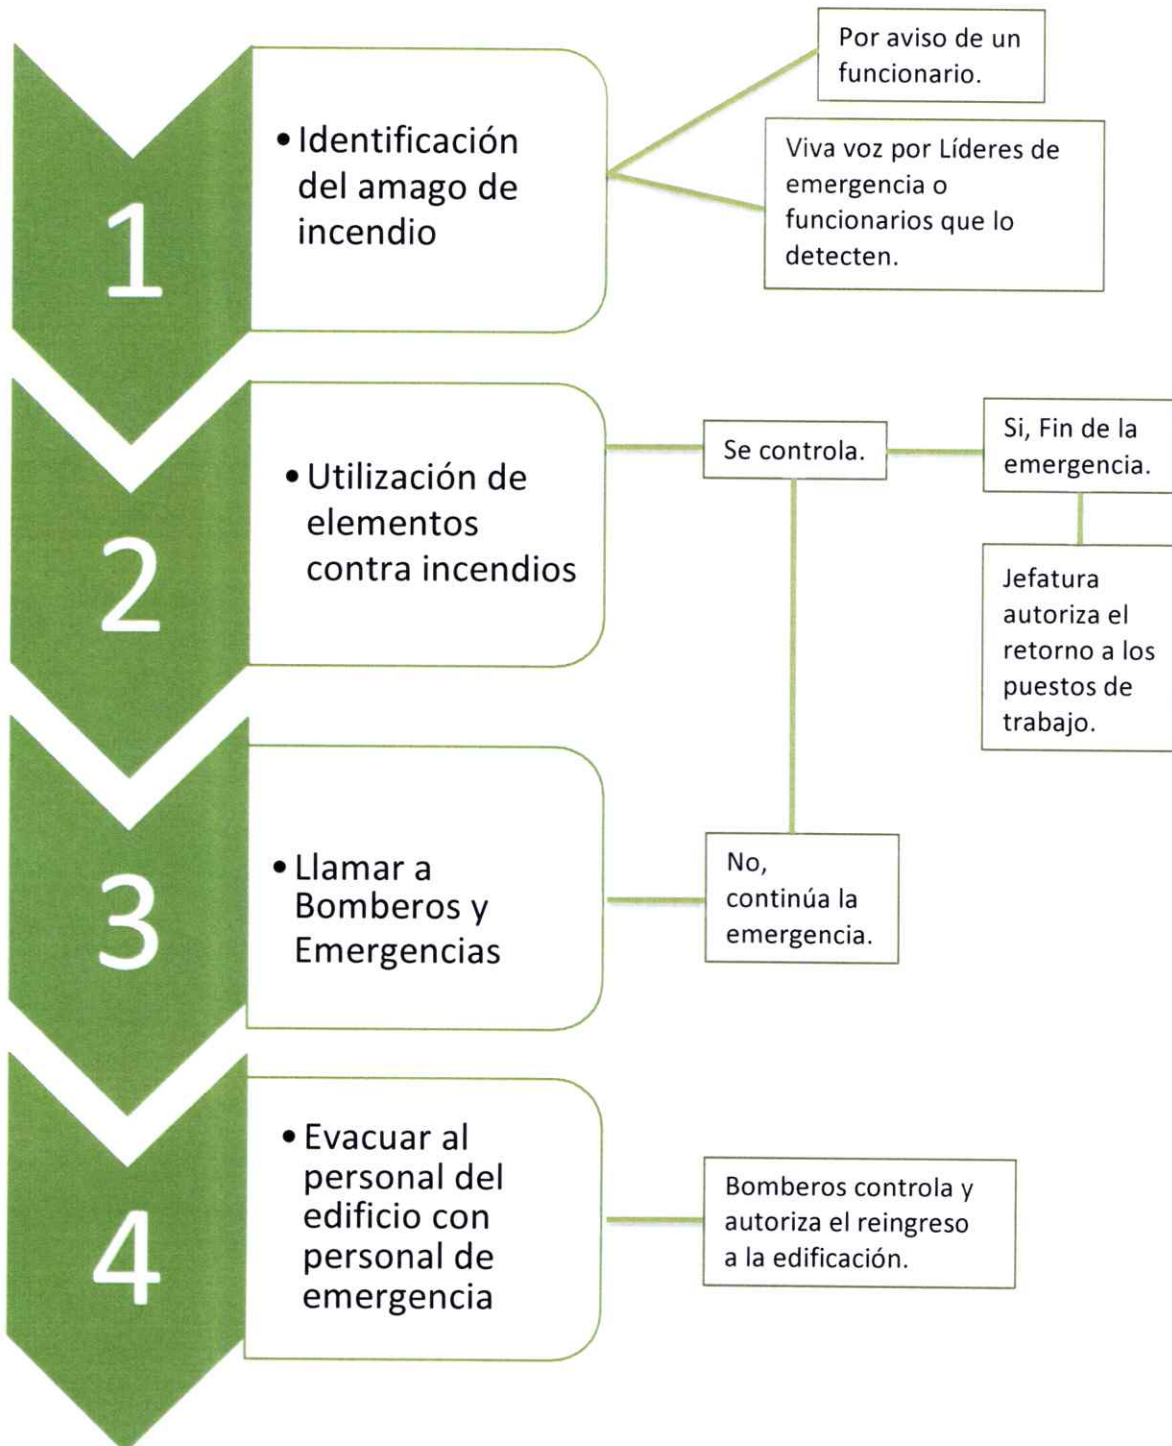 1
• Identificación
del amago de
incendio
Por aviso de un
funcionario.
Viva voz por Líderes de
emergencia o
funcionarios que lo
detecten.
2
• Utilización de
elementos
contra incendios
Se controla.
Si, Fin de la
emergencia.
Jefatura
autoriza el
retorno a los
puestos de
trabajo.
3
• Llamar a
Bomberos y
Emergencias
No,
continúa la
emergencia.
4
• Evacuar al
personal del
edificio con
personal de
emergencia
Bomberos controla y
autoriza el reingreso
a la edificación.